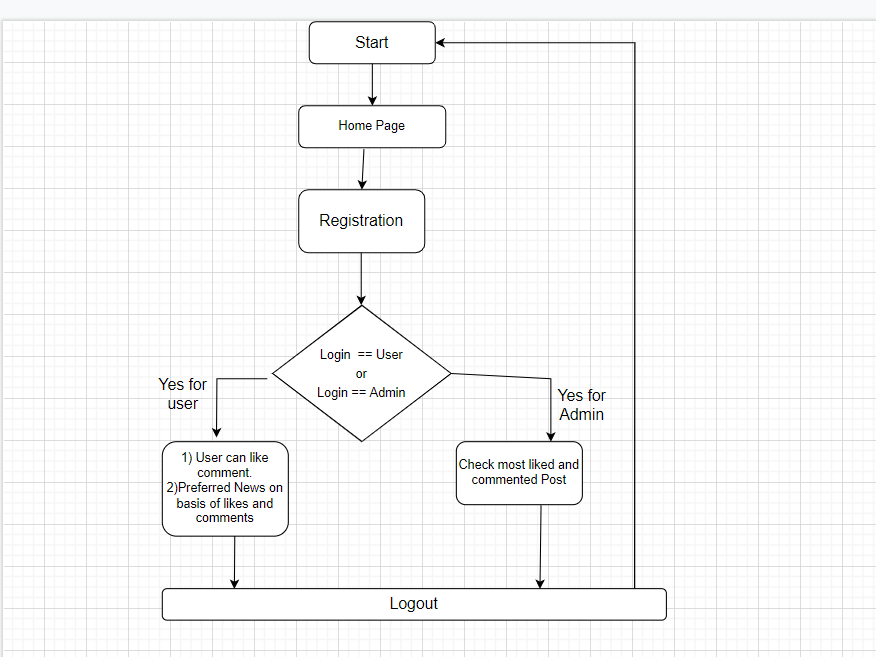 Start
Home Page
Registration
Login == User
or
Login == Admin
Yes for
user
Yes for
Admin
1) User can like
comment.
2)Preferred News on
basis of likes and
comments
Check most liked and
commented Post
Logout